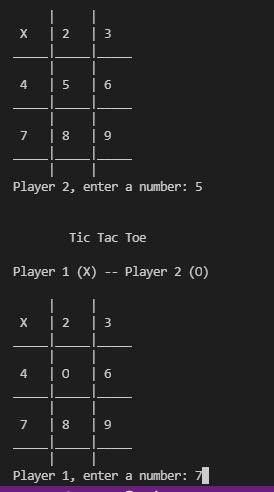 X | 2 | 3
4 | 5 | 6
7 | 8 | 9
Player 2, enter a number: 5
Tic Tac Toe
Player 1 (X) -- Player 2 (O)
X | 2 | 3
4 | O | 6
7 | 8 | 9
Player 1, enter a number: 7